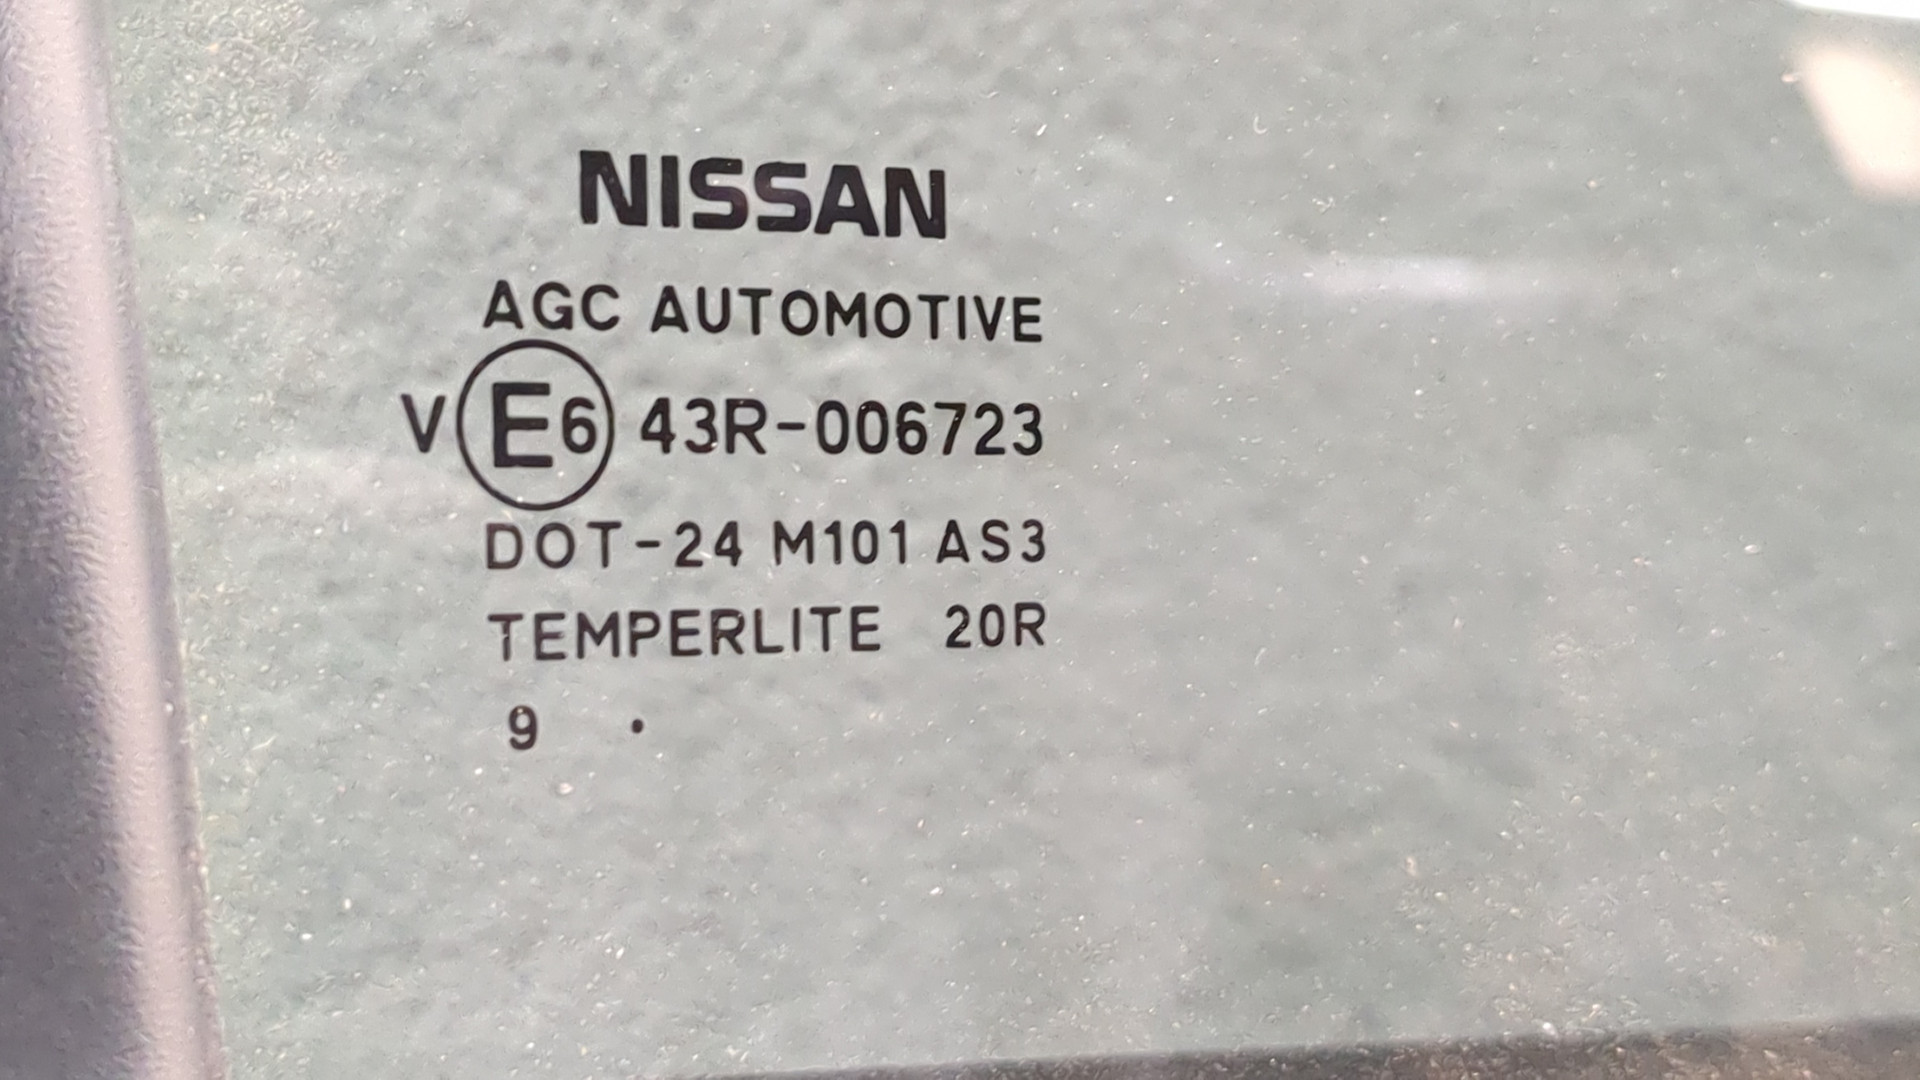 NISSAN
AGC AUTOMOTIVE
V E6 43R-006723
DOT-24 M101 AS3
TEMPERLITE 20R
9 .